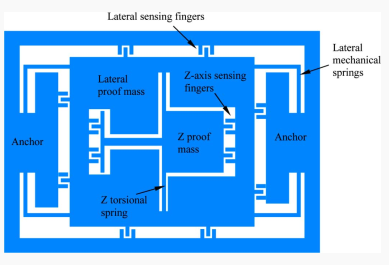 Lateral sensing fingers
Lateral
mechanical
springs
Lateral
proof mass
Z-axis sensing
fingers
Anchor
Z proof
mass
Anchor
Z torsional
spring